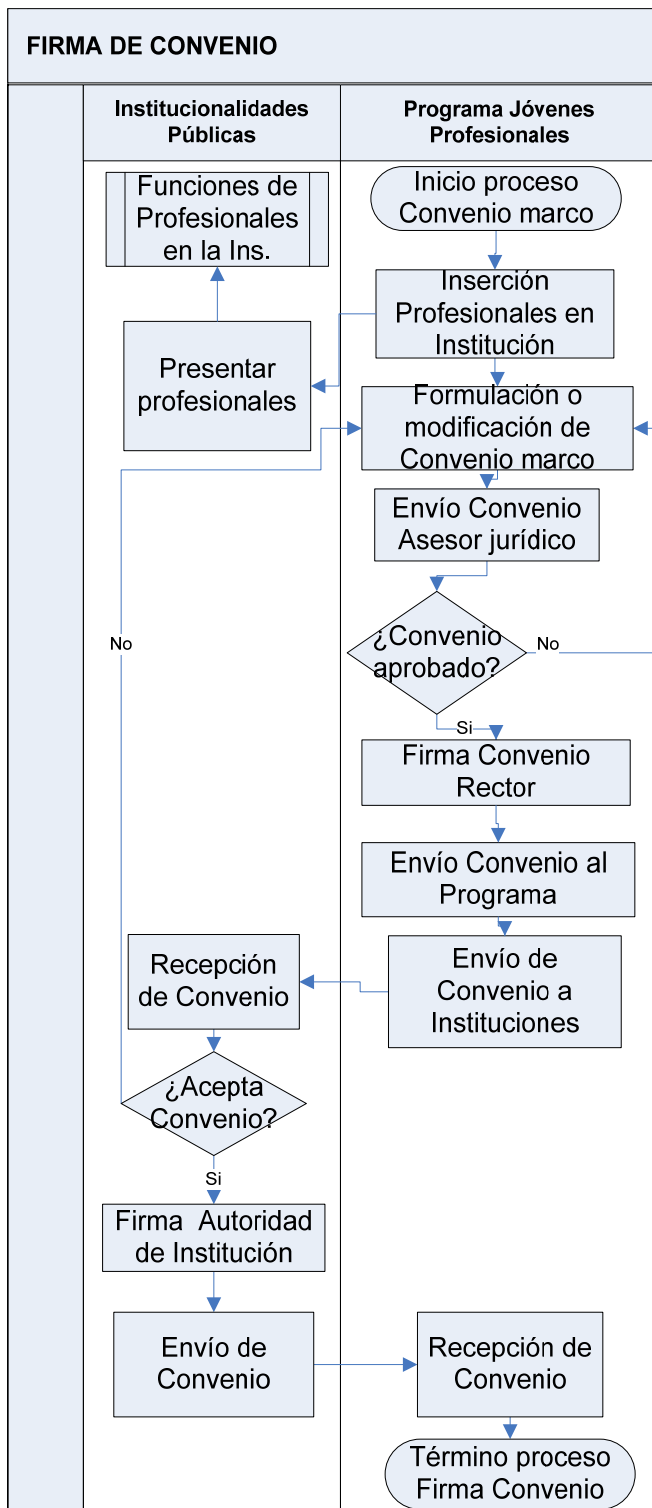 FIRMA DE CONVENIO
Institucionalidades
Públicas
Programa Jóvenes
Profesionales
Funciones de
Profesionales
en la Ins.
Inicio proceso
Convenio marco
Inserción
Profesionales en
Institución
Presentar
profesionales
Formulación o
modificación de
Convenio marco
Envío Convenio
Asesor jurídico
No
¿Convenio
aprobado?
No
Si
Firma Convenio
Rector
Envío Convenio al
Programa
Recepción
de Convenio
Envío de
Convenio a
Instituciones
¿Acepta
Convenio?
Si
Firma Autoridad
de Institución
Envío de
Convenio
Recepción de
Convenio
Término proceso
Firma Convenio